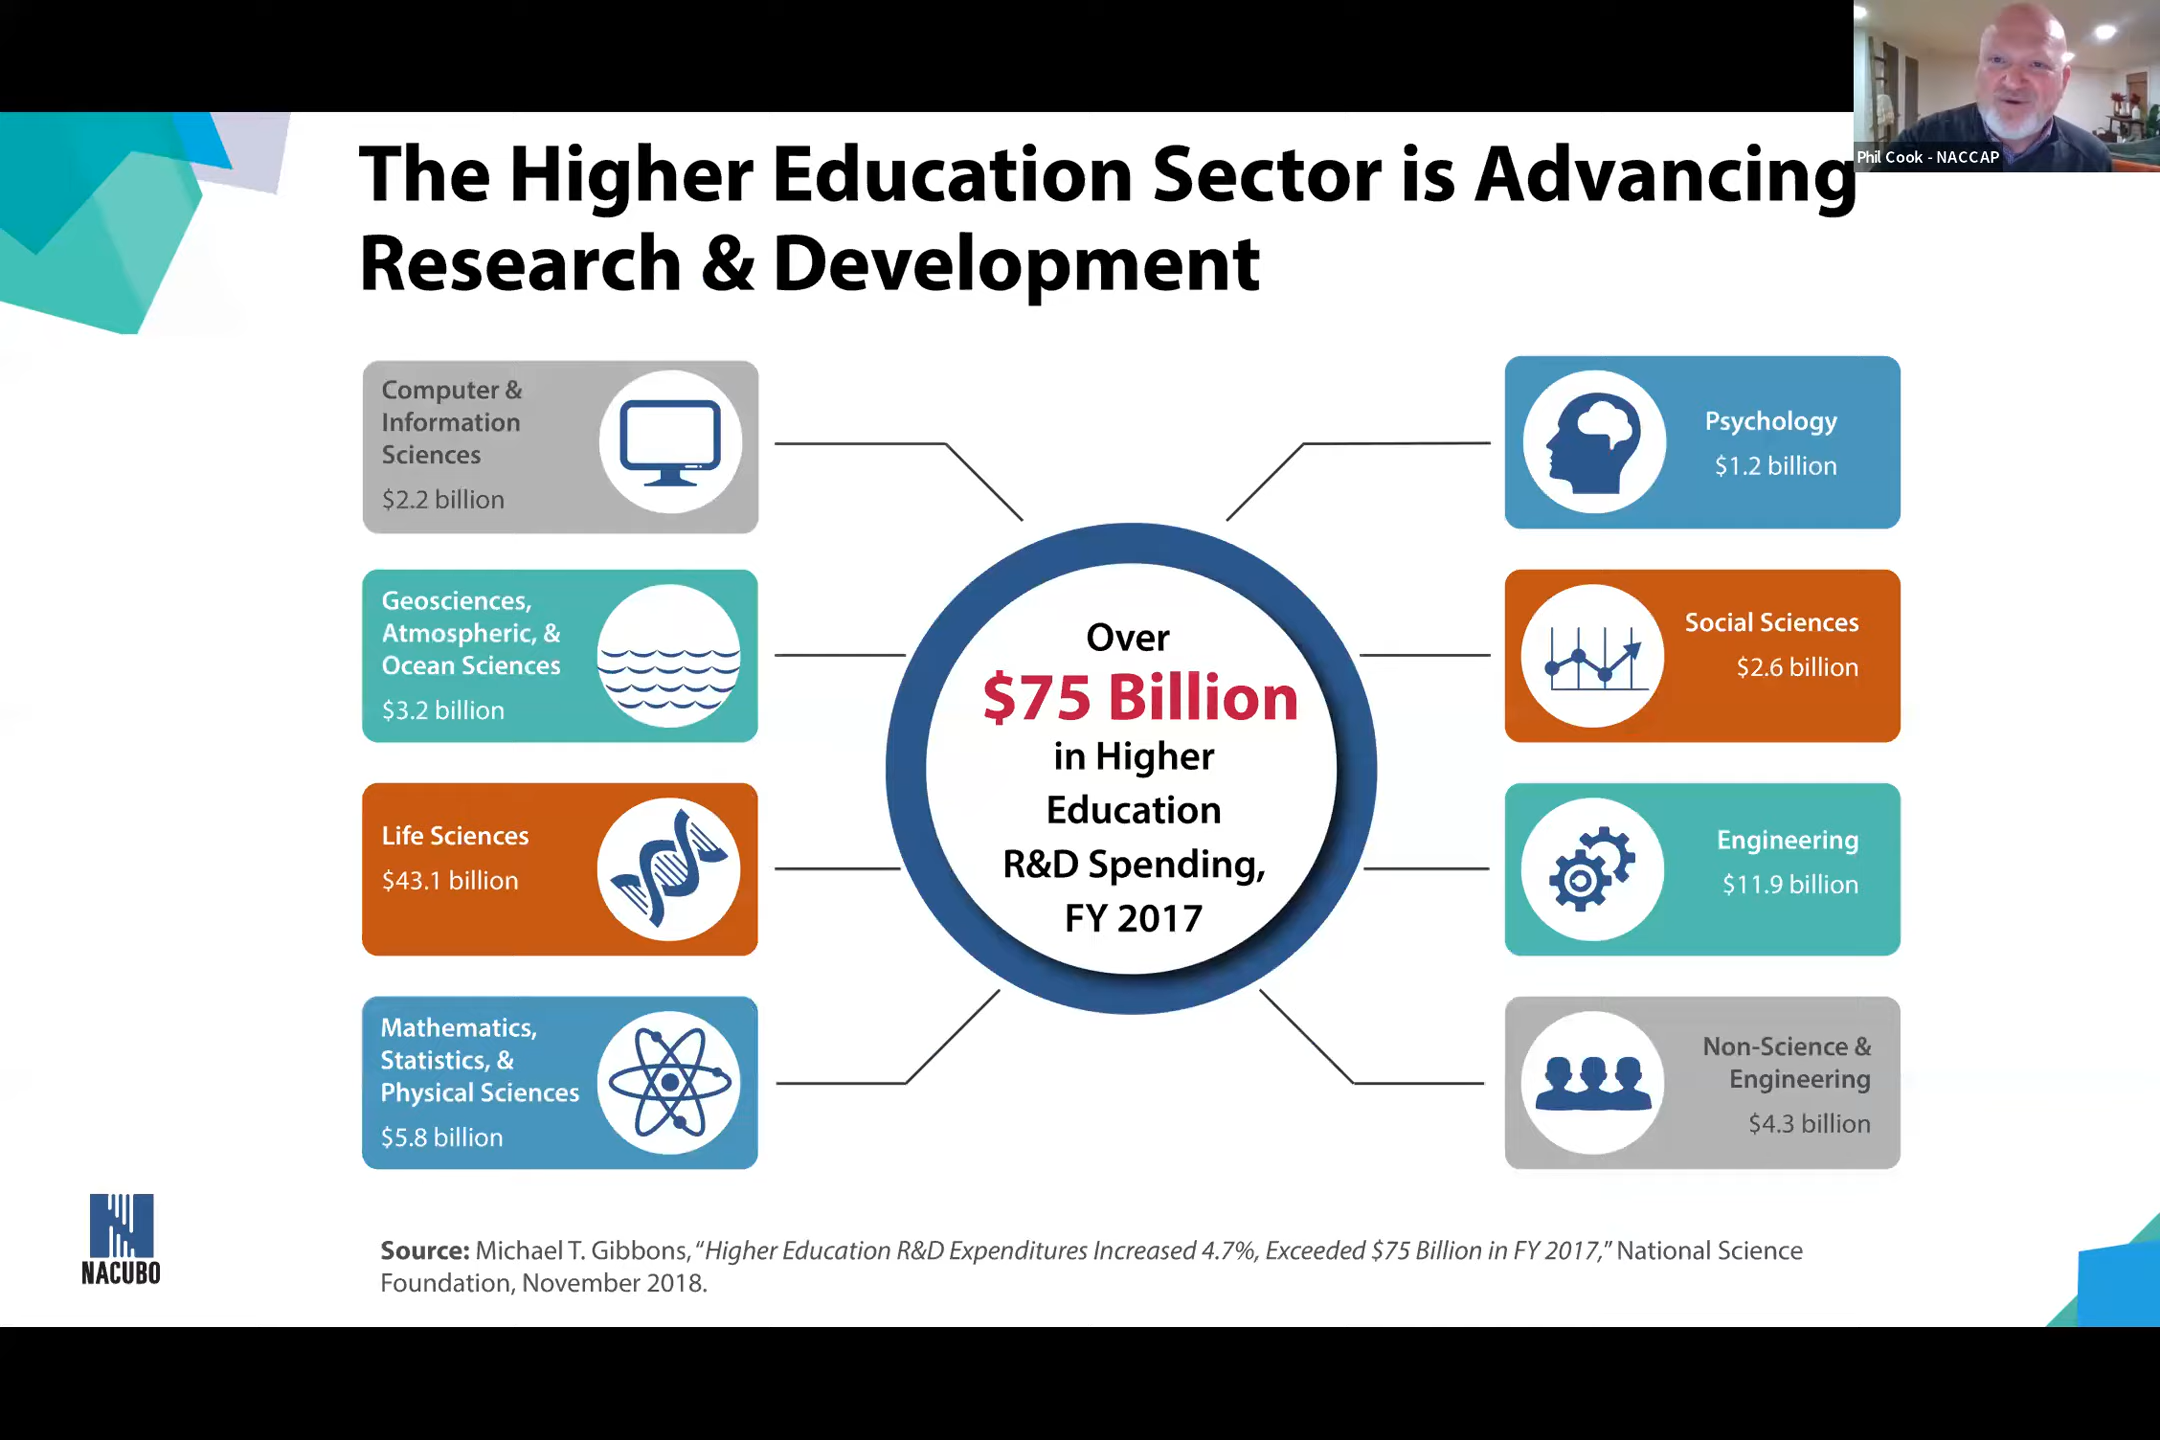 Phil Cook - NACCAP
The Higher Education Sector is Advancing
Research & Development
Computer &
Information
Sciences
$2.2 billion
Geosciences,
Atmospheric, &
Ocean Sciences
$3.2 billion
Life Sciences
$43.1 billion
Mathematics,
Statistics, &
Physical Sciences
$5.8 billion
Over
$75 Billion
in Higher
Education
R&D Spending,
FY 2017
Psychology
$1.2 billion
Social Sciences
$2.6 billion
Engineering
$11.9 billion
Non-Science &
Engineering
$4.3 billion
NACUBO
Source: Michael T. Gibbons, “Higher Education R&D Expenditures Increased 4.7%, Exceeded $75 Billion in FY 2017,” National Science
Foundation, November 2018.